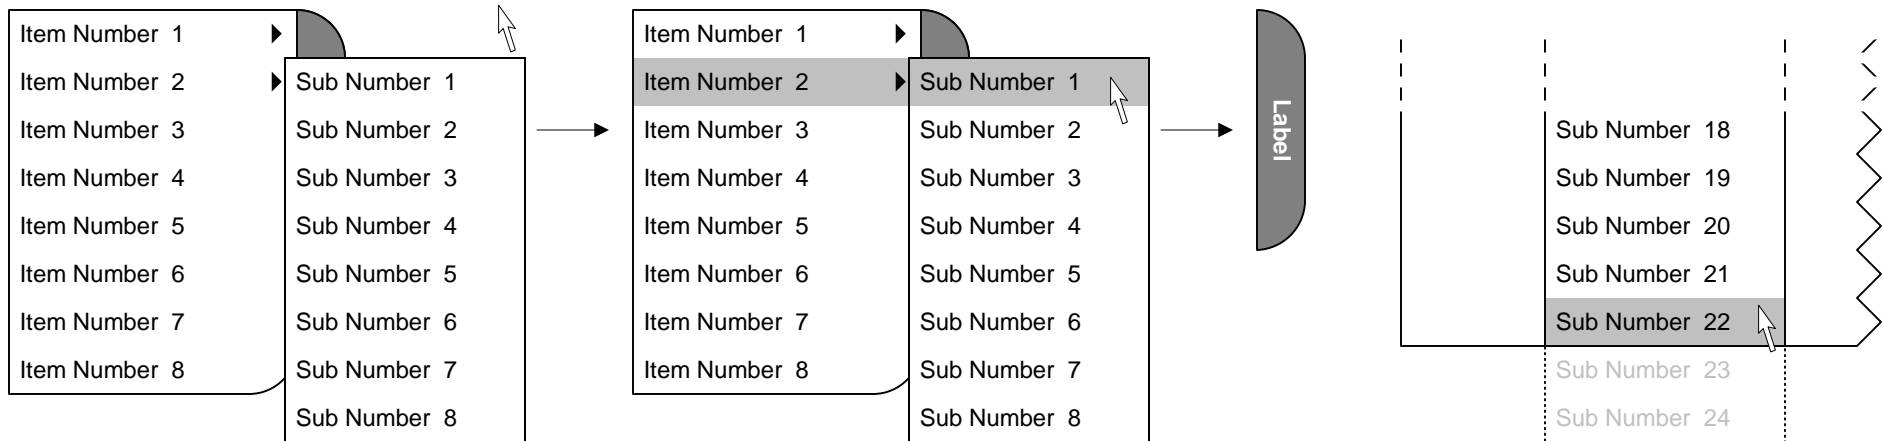 Item Number 1
Item Number 2
Item Number 3
Item Number 4
Item Number 5
Item Number 6
Item Number 7
Item Number 8
Sub Number 1
Sub Number 2
Sub Number 3
Sub Number 4
Sub Number 5
Sub Number 6
Sub Number 7
Sub Number 8
Item Number 1
Item Number 2
Item Number 3
Item Number 4
Item Number 5
Item Number 6
Item Number 7
Item Number 8
Sub Number 1
Sub Number 2
Sub Number 3
Sub Number 4
Sub Number 5
Sub Number 6
Sub Number 7
Sub Number 8
Label
Sub Number 18
Sub Number 19
Sub Number 20
Sub Number 21
Sub Number 22
Sub Number 23
Sub Number 24